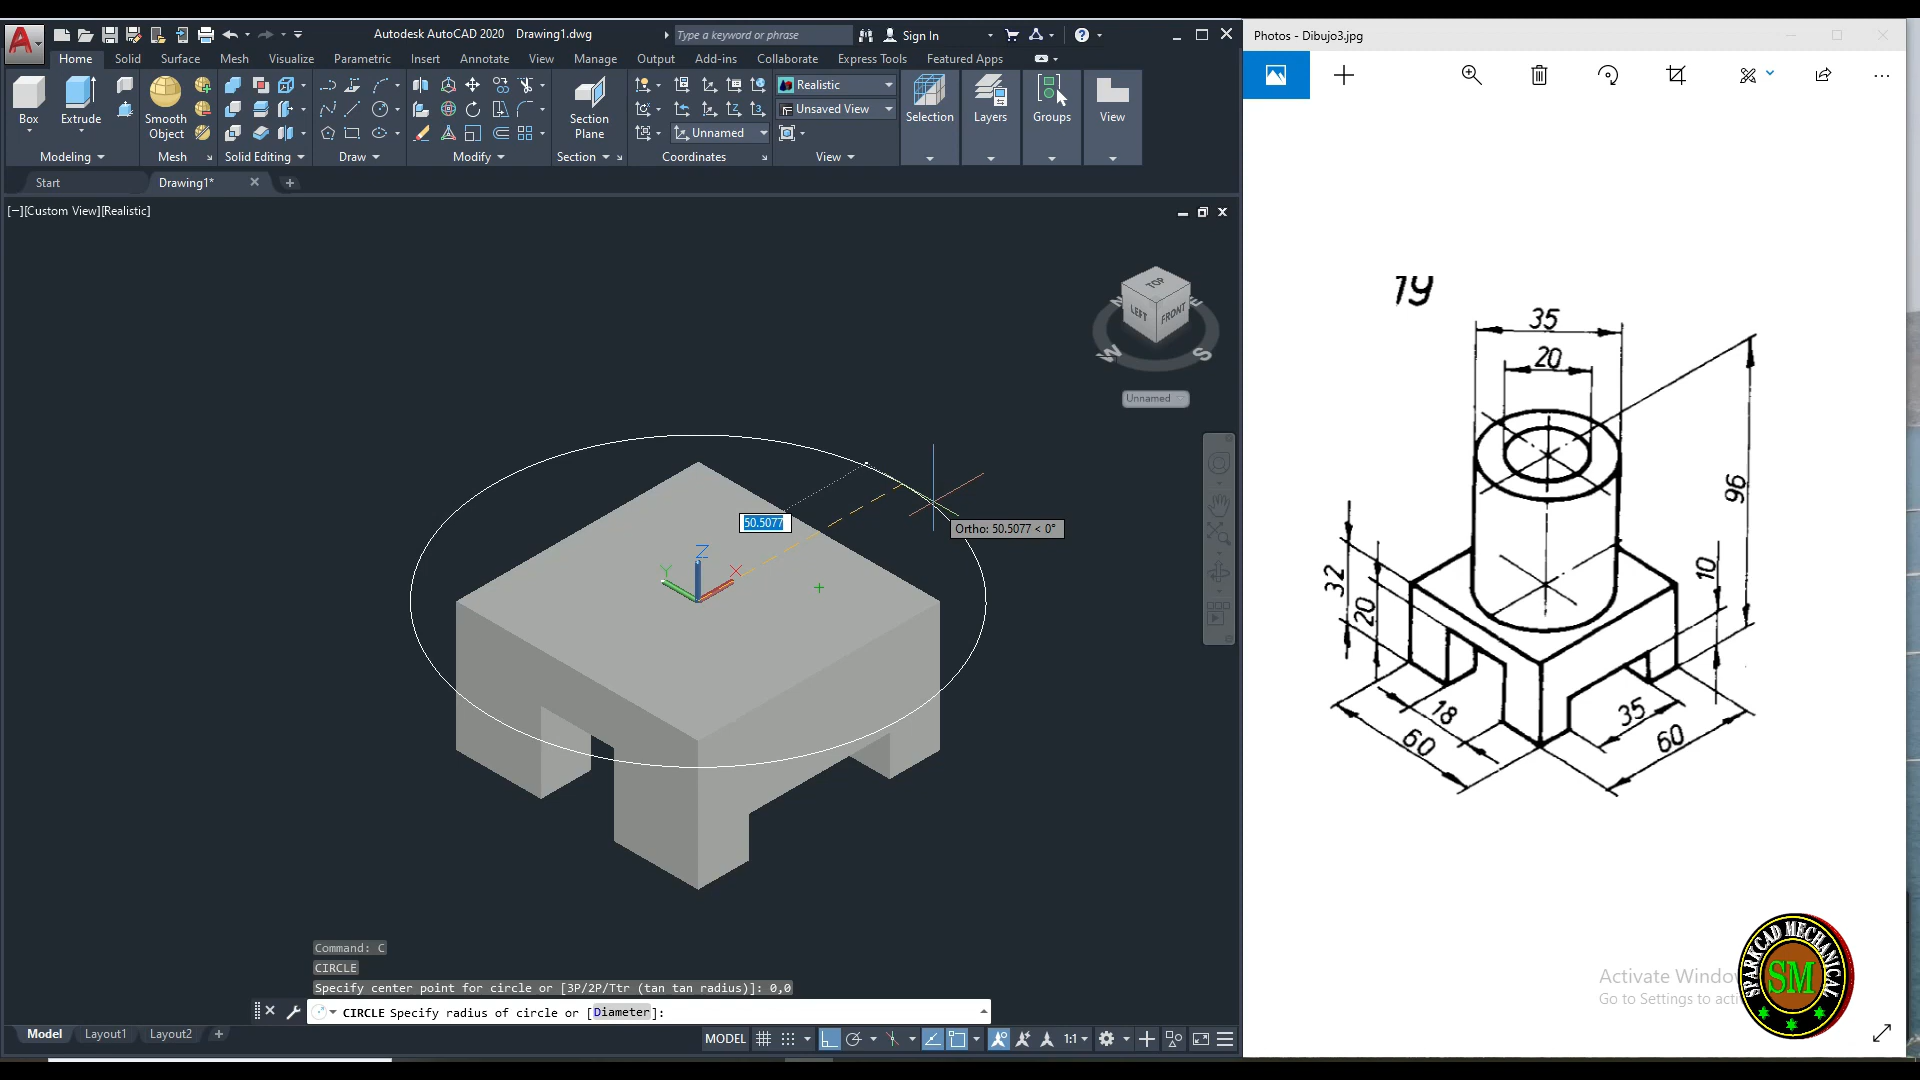 Autodesk AutoCAD 2020 Drawing1.dwg
Type a keyword or phrase
Sign In
Photos - Dibujo3.jpg
Home Solid Surface Mesh Visualize Parametric Insert Annotate View Manage Output Add-ins Collaborate Express Tools Featured Apps
Realistic
Unsaved View
Unnamed
Box
Extrude
Smooth
Object
Section
Plane
Selection
Layers
Groups
View
Modeling Mesh Solid Editing Draw Modify Section Coordinates View
Start Drawing1*
[−][Custom View][Realistic]
TOP
LEFT
FRONT
W
S
Unnamed
Z
Y
X
50.5077
Ortho: 50.5077 < 0°
35
20
96
32
20
10
18
35
60
60
Command: C
CIRCLE
Specify center point for circle or [3P/2P/Ttr (tan tan radius)]: 0,0
CIRCLE Specify radius of circle or [Diameter]:
Model Layout1 Layout2
MODEL 1:1
Activate Windo
Go to Settings to acti
SPARKCAD MECHANICAL
SM